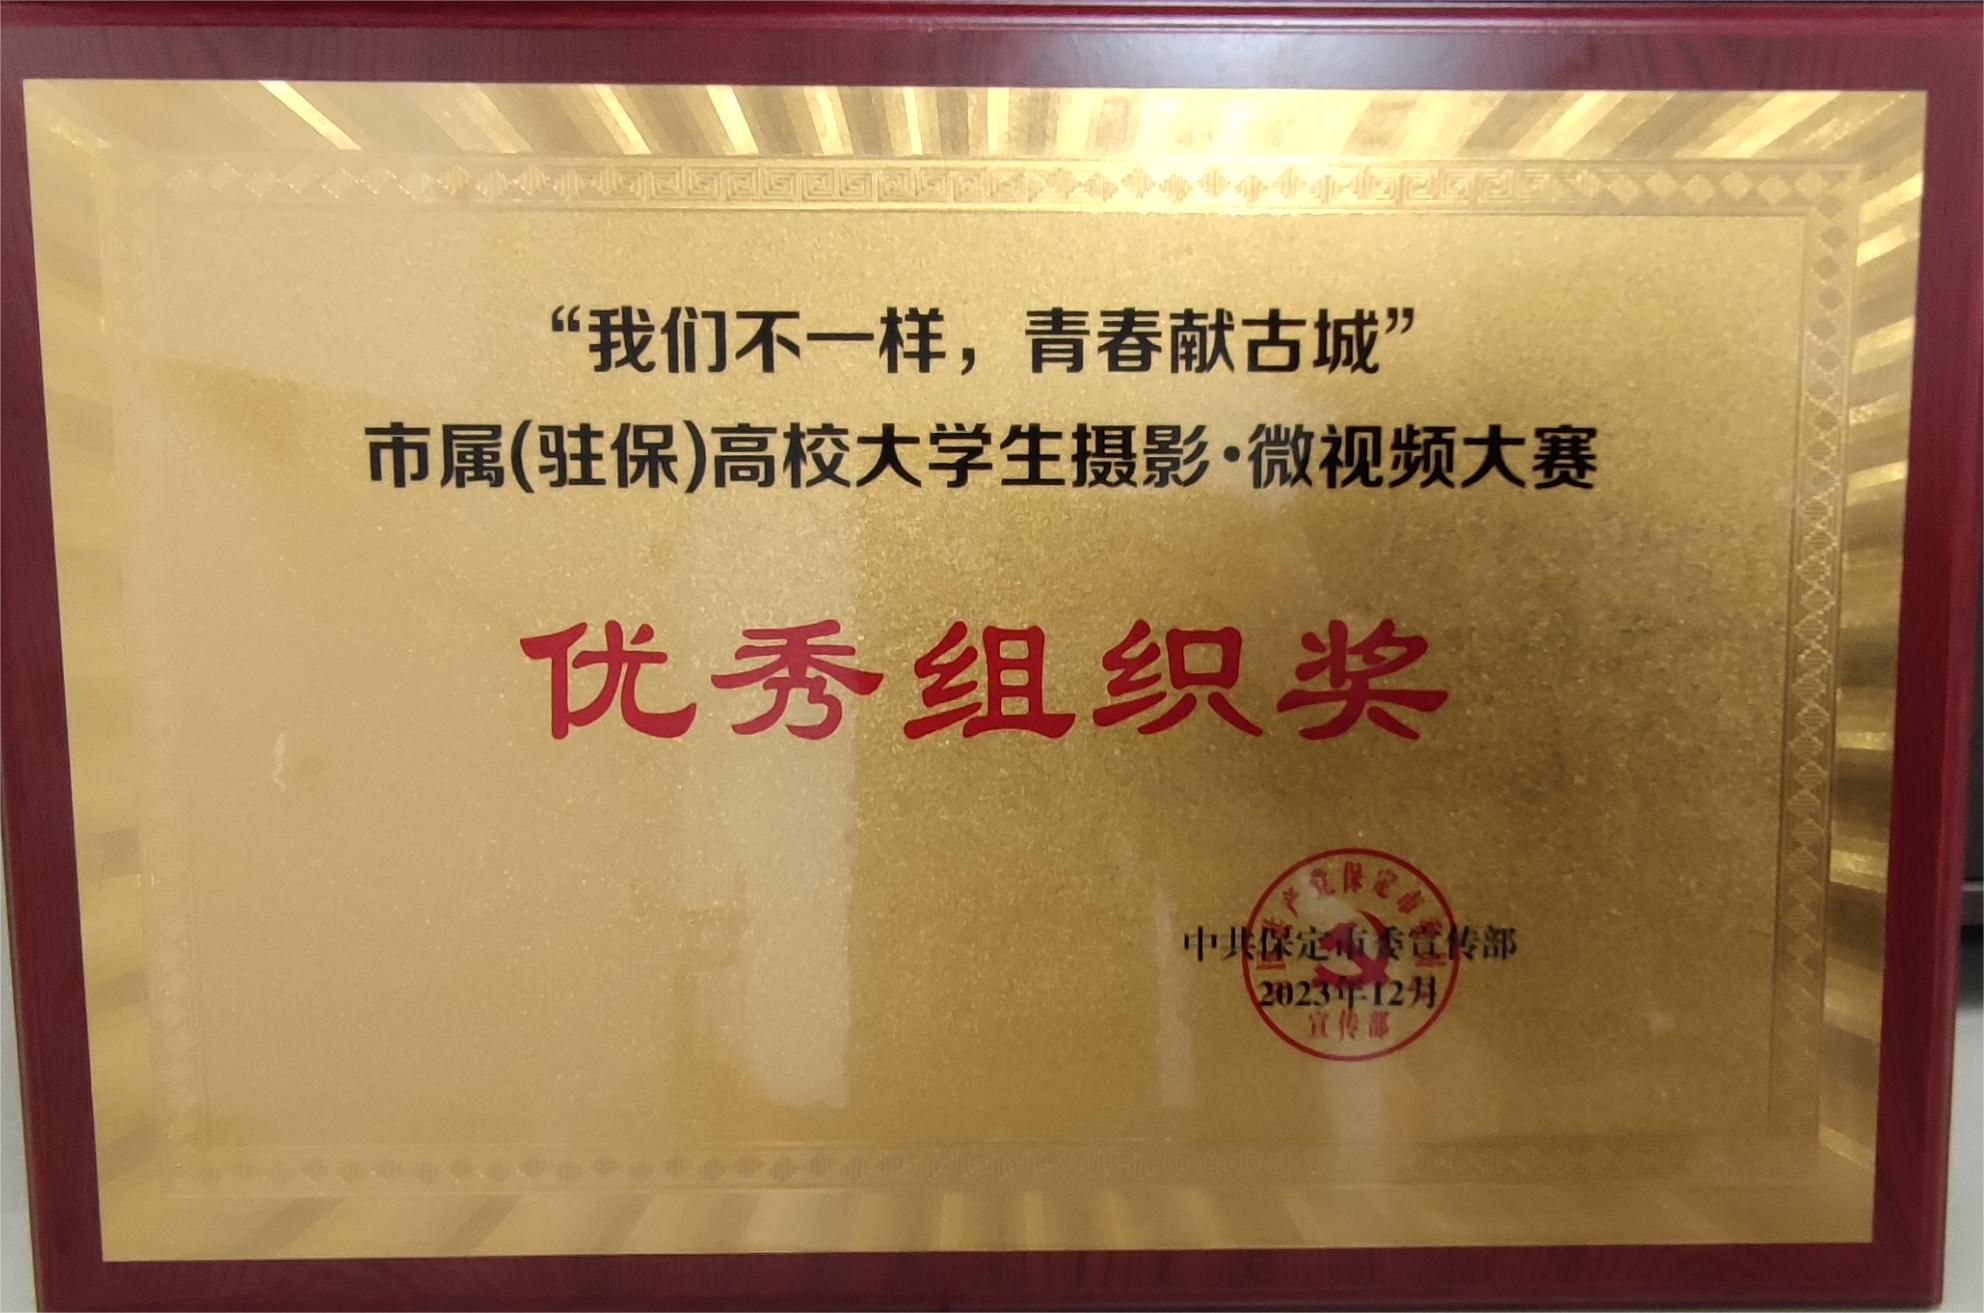 “我们不一样，青春献古城”
市属(驻保)高校大学生摄影·微视频大赛
优秀组织奖
中共保定市委宣传部
2023年12月
宣传部